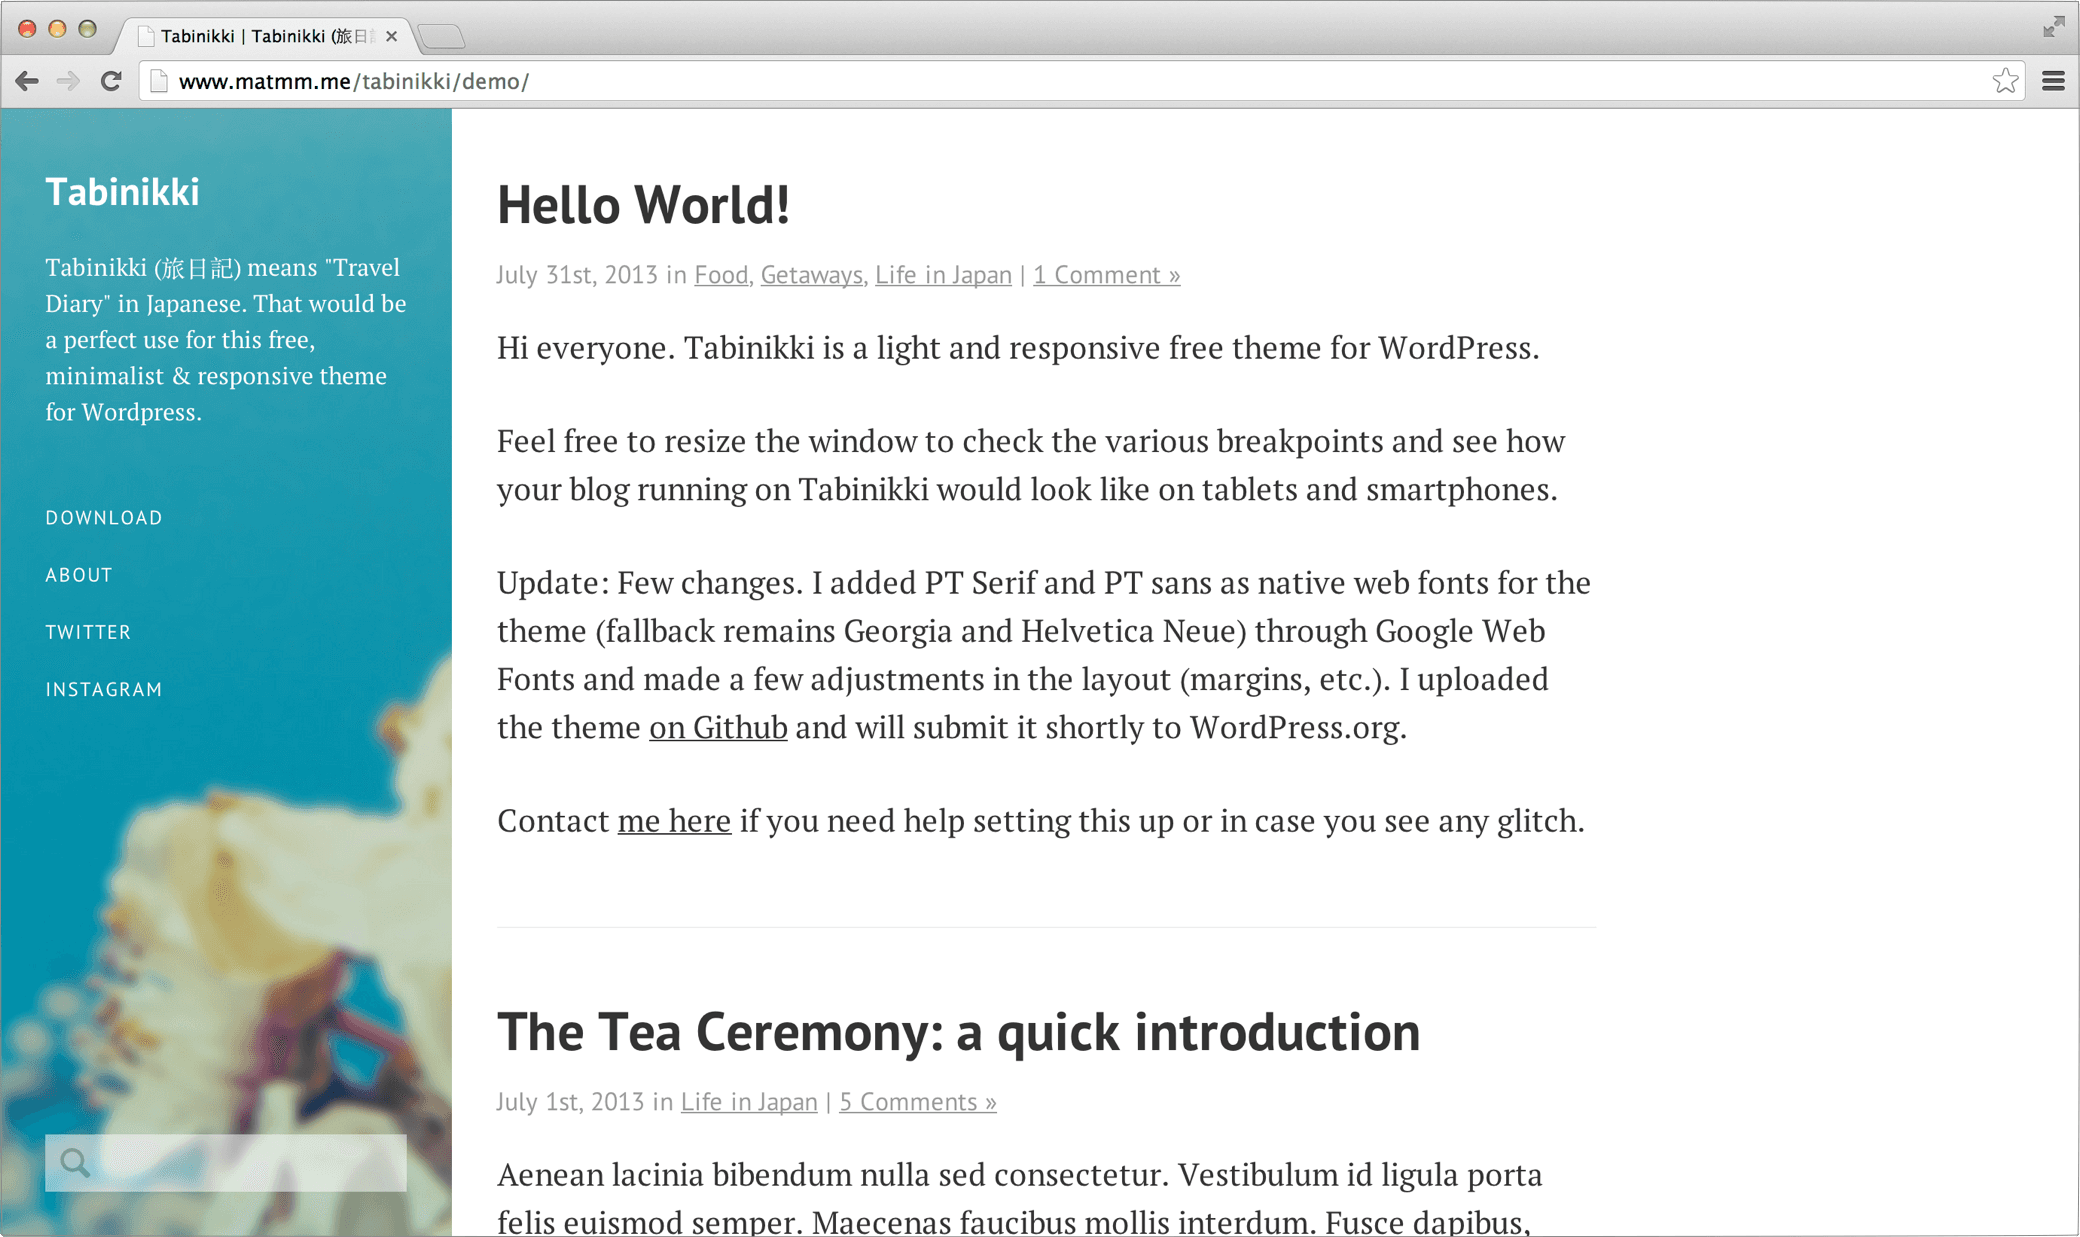 Tabinikki | Tabinikki (旅日
www.matmm.me/tabinikki/demo/
Tabinikki
Tabinikki (旅日記) means "Travel
Diary" in Japanese. That would be
a perfect use for this free,
minimalist & responsive theme
for Wordpress.
DOWNLOAD
ABOUT
TWITTER
INSTAGRAM
Hello World!
July 31st, 2013 in Food, Getaways, Life in Japan | 1 Comment »
Hi everyone. Tabinikki is a light and responsive free theme for WordPress.
Feel free to resize the window to check the various breakpoints and see how
your blog running on Tabinikki would look like on tablets and smartphones.
Update: Few changes. I added PT Serif and PT sans as native web fonts for the
theme (fallback remains Georgia and Helvetica Neue) through Google Web
Fonts and made a few adjustments in the layout (margins, etc.). I uploaded
the theme on Github and will submit it shortly to WordPress.org.
Contact me here if you need help setting this up or in case you see any glitch.
The Tea Ceremony: a quick introduction
July 1st, 2013 in Life in Japan | 5 Comments »
Aenean lacinia bibendum nulla sed consectetur. Vestibulum id ligula porta
felis euismod semper. Maecenas faucibus mollis interdum. Fusce dapibus,